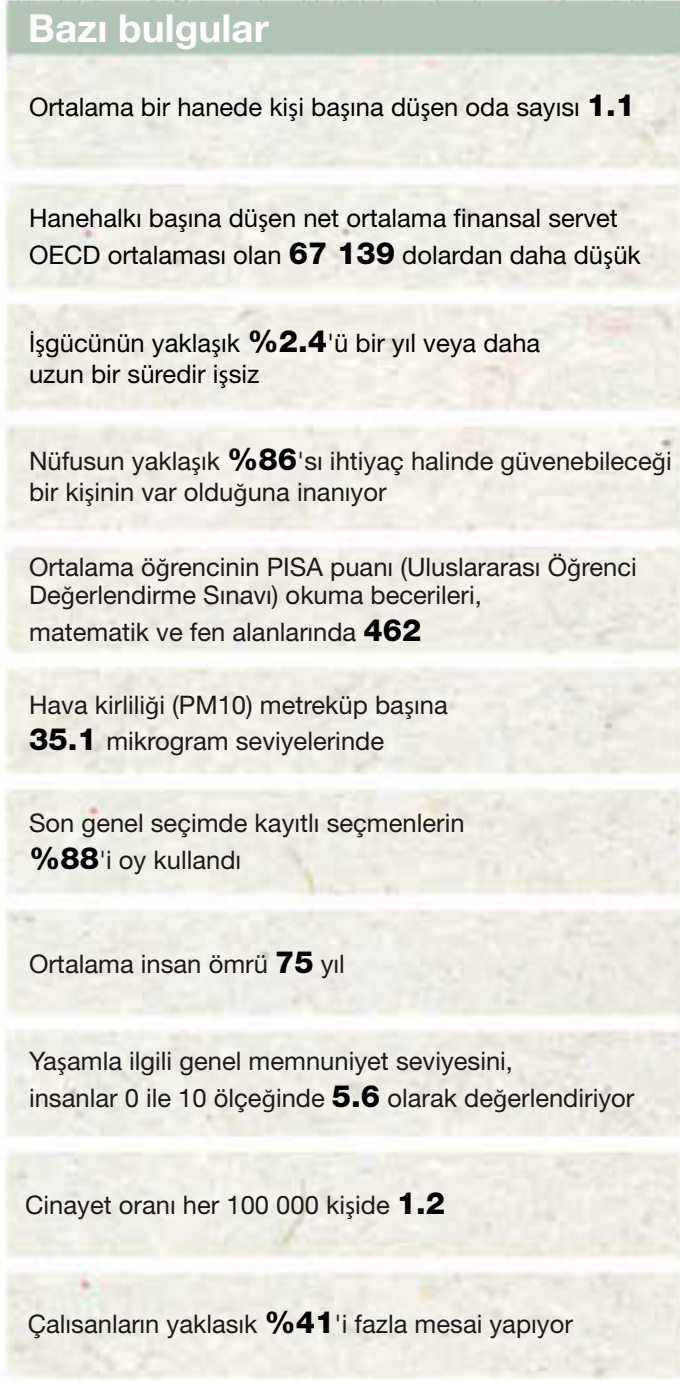 Bazı bulgular
Ortalama bir hanede kişi başına düşen oda sayısı 1.1
Hanehalkı başına düşen net ortalama finansal servet
OECD ortalaması olan 67 139 dolardan daha düşük
İşgücünün yaklaşık %2.4'ü bir yıl veya daha
uzun bir süredir işsiz
Nüfusun yaklaşık %86'sı ihtiyaç halinde güvenebileceği
bir kişinin var olduğuna inanıyor
Ortalama öğrencinin PISA puanı (Uluslararası Öğrenci
Değerlendirme Sınavı) okuma becerileri,
matematik ve fen alanlarında 462
Hava kirliliği (PM10) metreküp başına
35.1 mikrogram seviyelerinde
Son genel seçimde kayıtlı seçmenlerin
%88'i oy kullandı
Ortalama insan ömrü 75 yıl
Yaşamla ilgili genel memnuniyet seviyesini,
insanlar 0 ile 10 ölçeğinde 5.6 olarak değerlendiriyor
Cinayet oranı her 100 000 kişide 1.2
Çalısanların yaklasık %41'i fazla mesai yapıyor